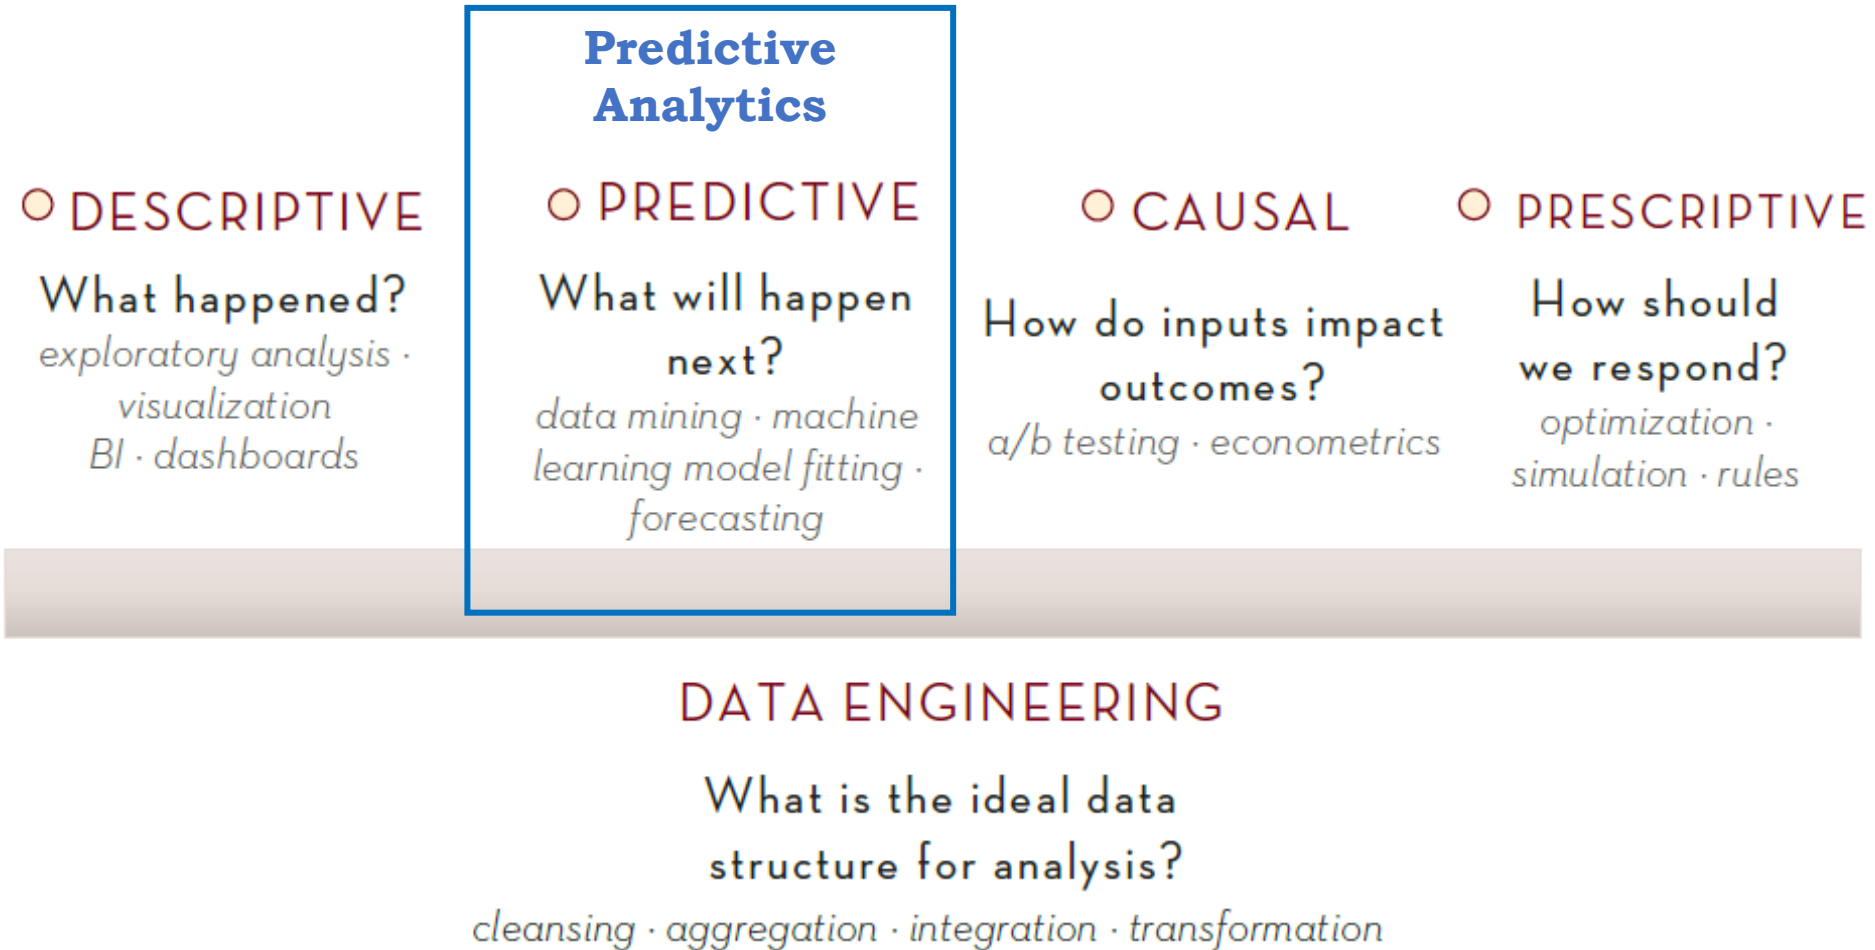 Predictive
Analytics
DESCRIPTIVE
What happened?
exploratory analysis ·
visualization
BI · dashboards
PREDICTIVE
What will happen
next?
data mining · machine
learning model fitting ·
forecasting
CAUSAL
How do inputs impact
outcomes?
a/b testing · econometrics
PRESCRIPTIVE
How should
we respond?
optimization ·
simulation · rules
DATA ENGINEERING
What is the ideal data
structure for analysis?
cleansing · aggregation · integration · transformation